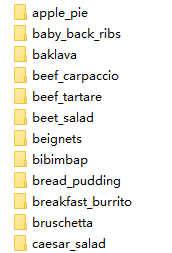 apple_pie
baby_back_ribs
baklava
beef_carpaccio
beef_tartare
beet_salad
beignets
bibimbap
bread_pudding
breakfast_burrito
bruschetta
caesar_salad